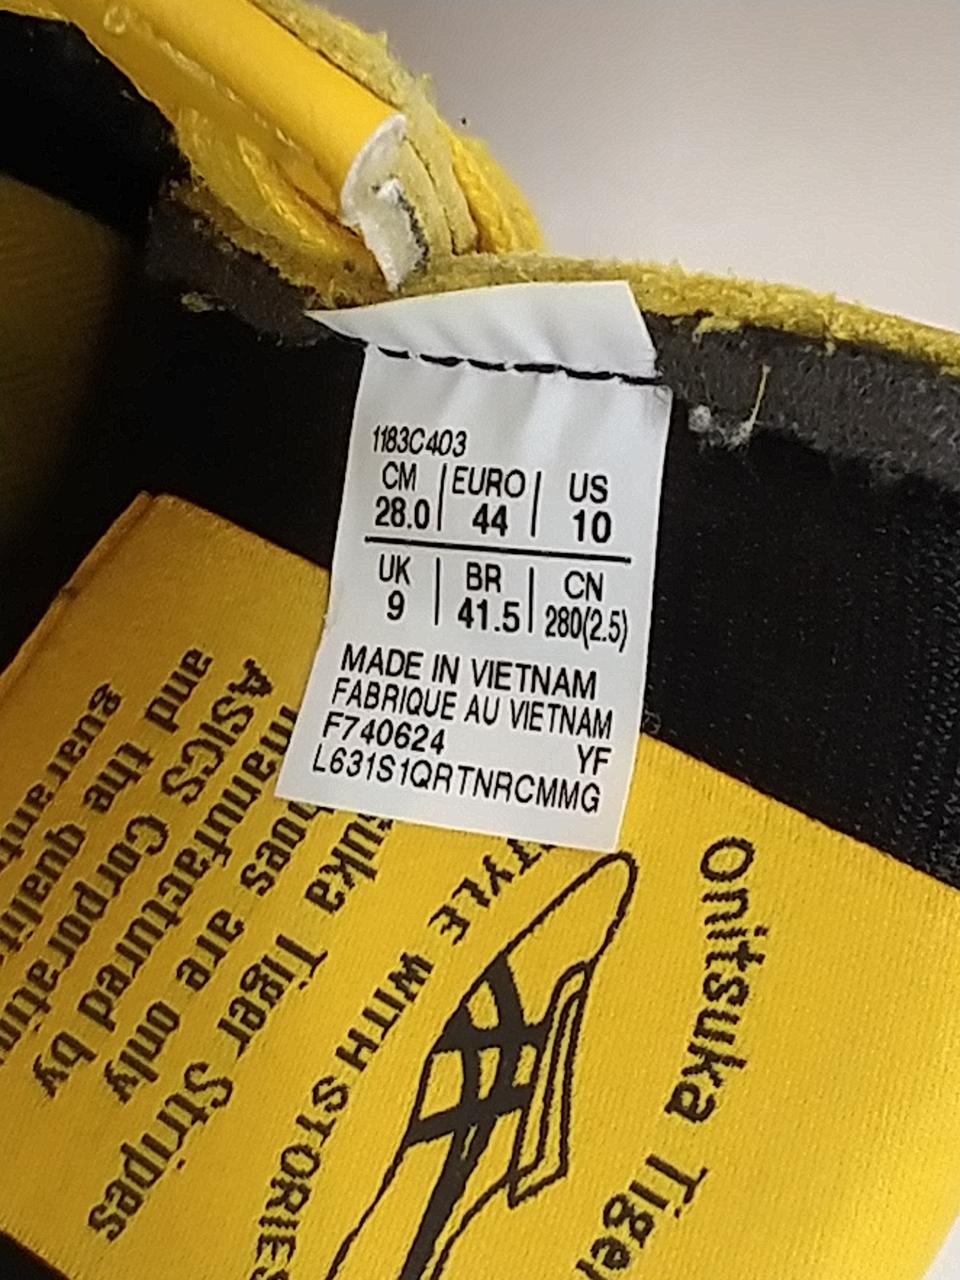 1183C403
CM | EURO | US
28.0 | 44 | 10
UK | BR | CN
9 | 41.5 | 280(2.5)
MADE IN VIETNAM
FABRIQUE AU VIETNAM
F740624 YF
L631S1QRTNRCMMG
Onitsuka Tiger
STYLE WITH STORIES
Tiger Stripes
shoes are only
manufactured by
ASICS Corporation
and the quality